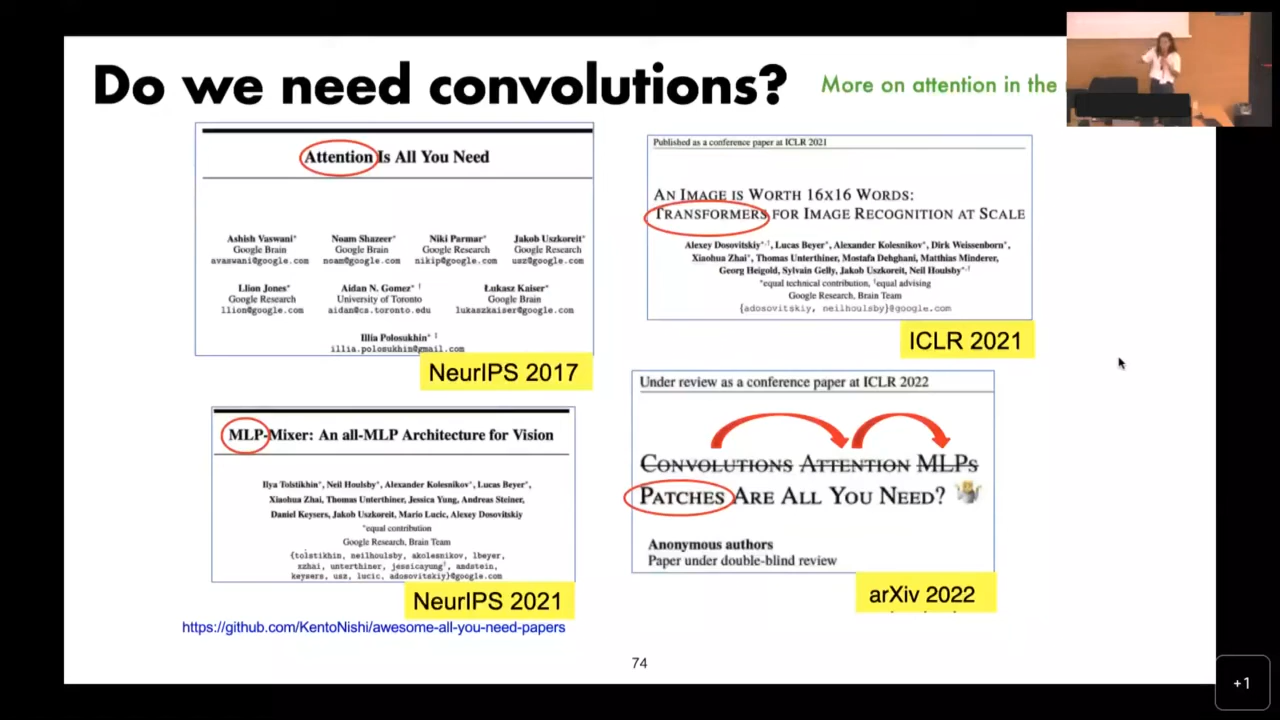 Do we need convolutions?
More on attention in the
Attention Is All You Need
Ashish Vaswani* Noam Shazeer* Niki Parmar* Jakob Uszkoreit*
Google Brain Google Brain Google Research Google Research
avaswani@google.com noam@google.com nikip@google.com usz@google.com
Llion Jones* Aidan N. Gomez* † Łukasz Kaiser*
Google Research University of Toronto Google Brain
llion@google.com aidan@cs.toronto.edu lukaszkaiser@google.com
Illia Polosukhin* ‡
illia.polosukhin@gmail.com
NeurIPS 2017
Published as a conference paper at ICLR 2021
AN IMAGE IS WORTH 16X16 WORDS:
TRANSFORMERS FOR IMAGE RECOGNITION AT SCALE
Alexey Dosovitskiy*,†, Lucas Beyer*, Alexander Kolesnikov*, Dirk Weissenborn*,
Xiaohua Zhai*, Thomas Unterthiner, Mostafa Dehghani, Matthias Minderer,
Georg Heigold, Sylvain Gelly, Jakob Uszkoreit, Neil Houlsby*,†
*equal technical contribution, †equal advising
Google Research, Brain Team
{adosovitskiy, neilhoulsby}@google.com
ICLR 2021
MLP-Mixer: An all-MLP Architecture for Vision
Ilya Tolstikhin*, Neil Houlsby*, Alexander Kolesnikov*, Lucas Beyer*,
Xiaohua Zhai, Thomas Unterthiner, Jessica Yung, Andreas Steiner,
Daniel Keysers, Jakob Uszkoreit, Mario Lucic, Alexey Dosovitskiy
*equal contribution
Google Research, Brain Team
{tolstikhin, neilhoulsby, akolesnikov, lbeyer,
xzhai, unterthiner, jessicayung†, andstein,
keysers, usz, lucic, adosovitskiy}@google.com
NeurIPS 2021
Under review as a conference paper at ICLR 2022
CONVOLUTIONS ATTENTION MLPS
PATCHES ARE ALL YOU NEED? 🤷
Anonymous authors
Paper under double-blind review
arXiv 2022
https://github.com/KentoNishi/awesome-all-you-need-papers
74
+1